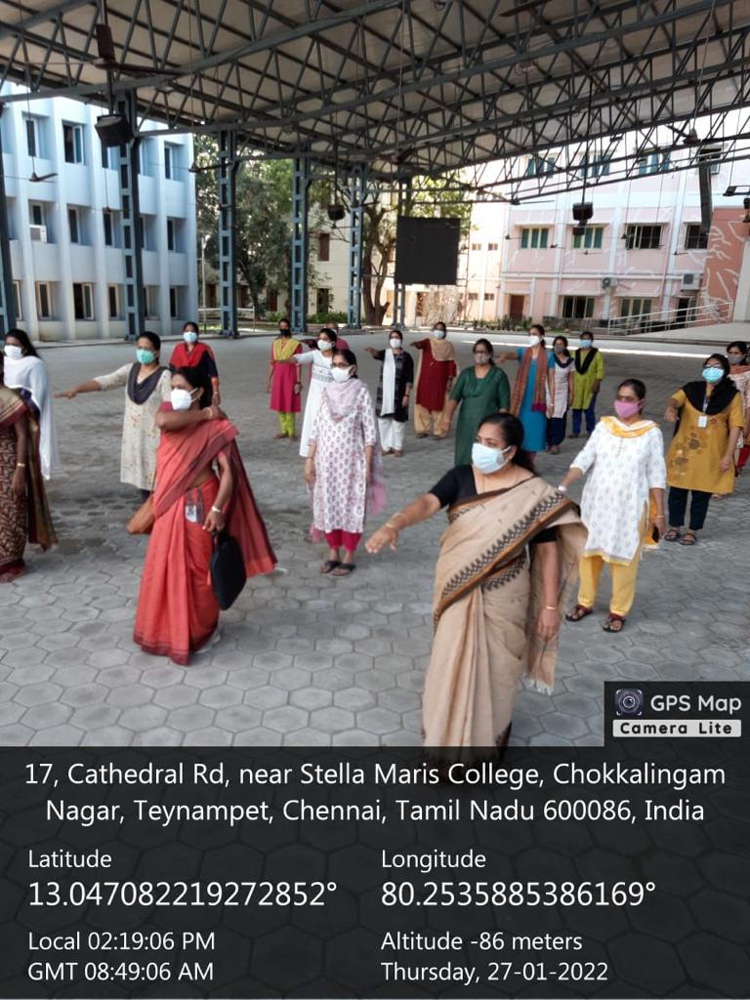 GPS Map
Camera Lite
17, Cathedral Rd, near Stella Maris College, Chokkalingam
Nagar, Teynampet, Chennai, Tamil Nadu 600086, India
Latitude
13.047082219272852°
Longitude
80.2535885386169°
Local 02:19:06 PM
GMT 08:49:06 AM
Altitude -86 meters
Thursday, 27-01-2022